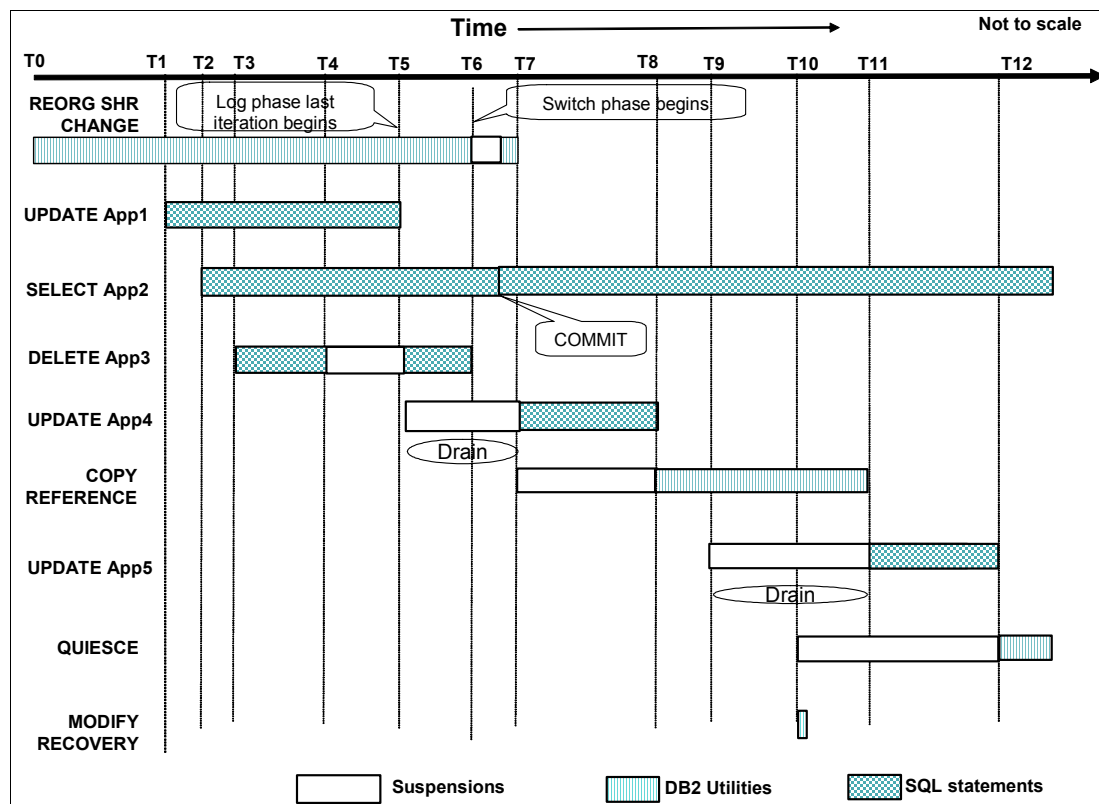 Time
Not to scale
T0 T1 T2 T3 T4 T5 T6 T7 T8 T9 T10 T11 T12
REORG SHR
CHANGE
Log phase last
iteration begins
Switch phase begins
UPDATE App1
SELECT App2
COMMIT
DELETE App3
UPDATE App4
Drain
COPY
REFERENCE
UPDATE App5
Drain
QUIESCE
MODIFY
RECOVERY
Suspensions
DB2 Utilities
SQL statements